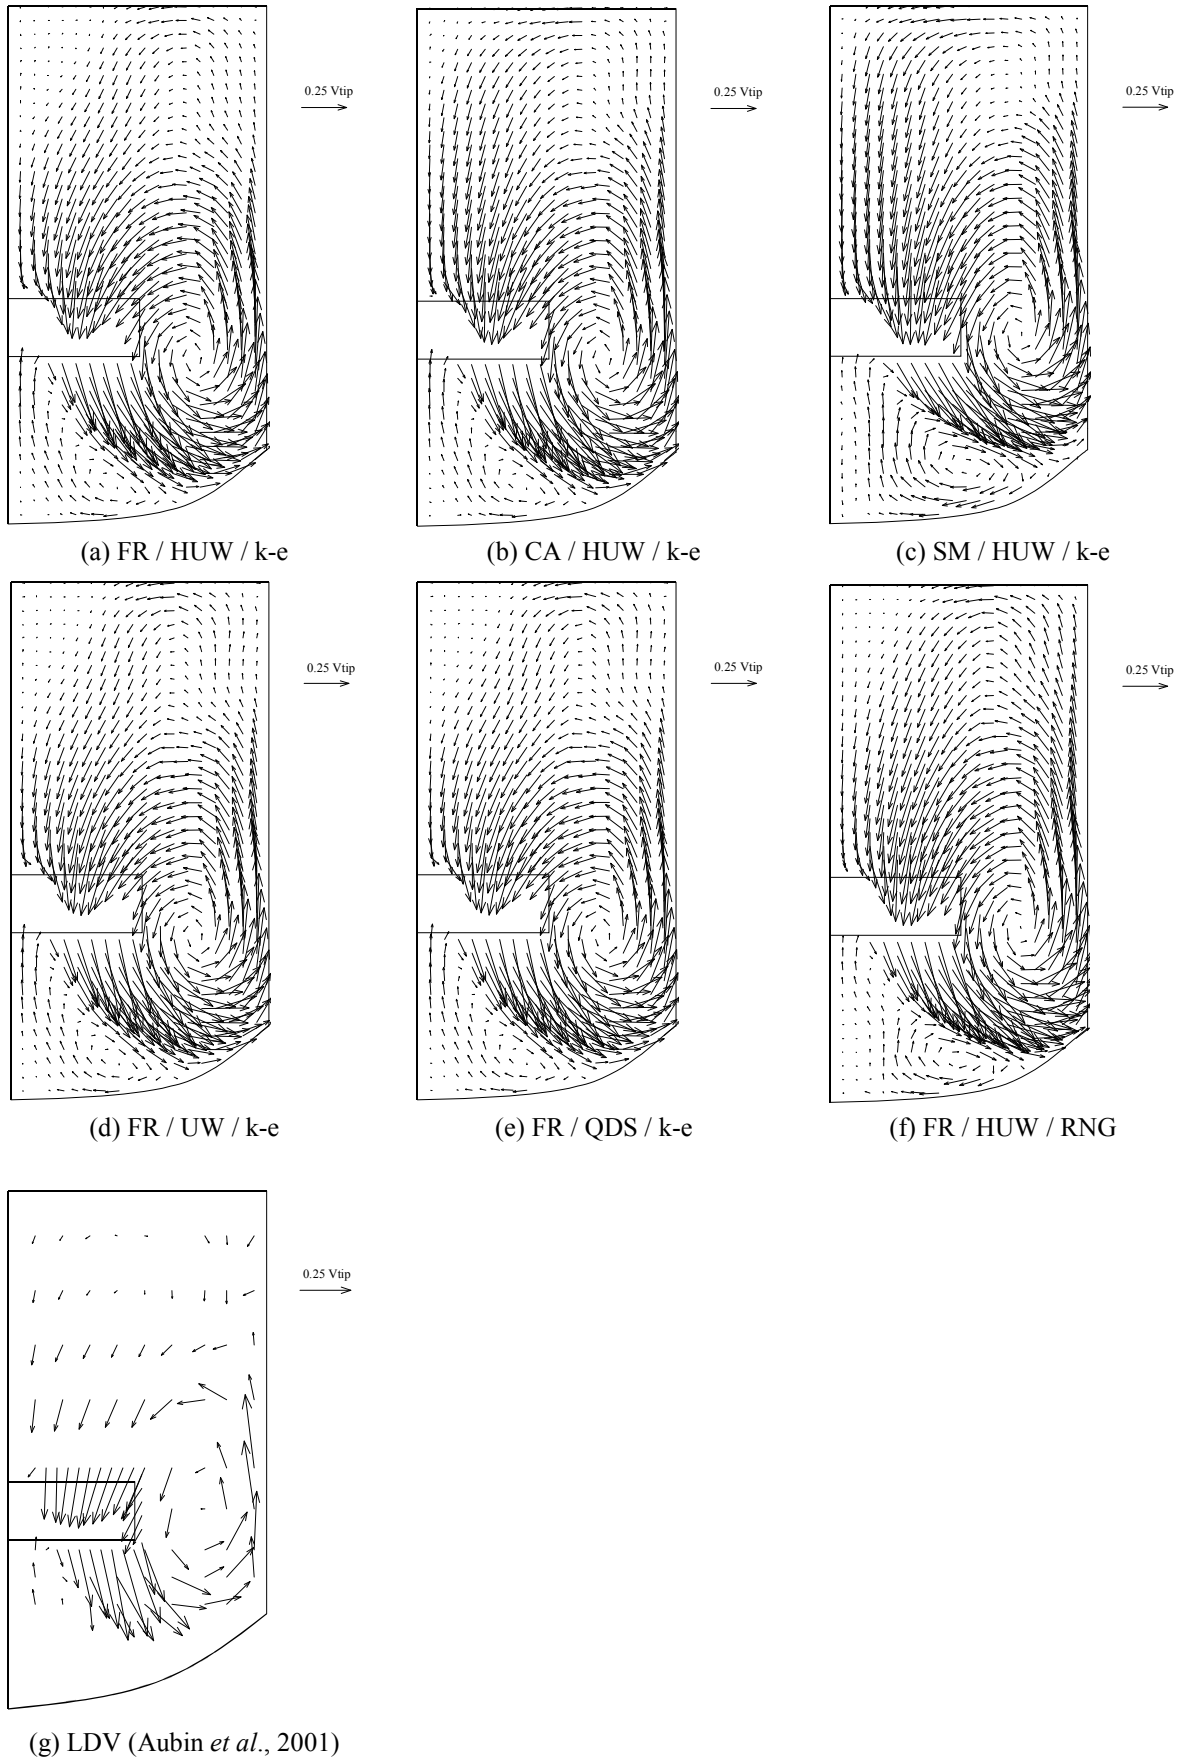 0.25 Vtip
0.25 Vtip
0.25 Vtip
(a) FR / HUW / k-e
(b) CA / HUW / k-e
(c) SM / HUW / k-e
0.25 Vtip
0.25 Vtip
0.25 Vtip
(d) FR / UW / k-e
(e) FR / QDS / k-e
(f) FR / HUW / RNG
0.25 Vtip
(g) LDV (Aubin et al., 2001)